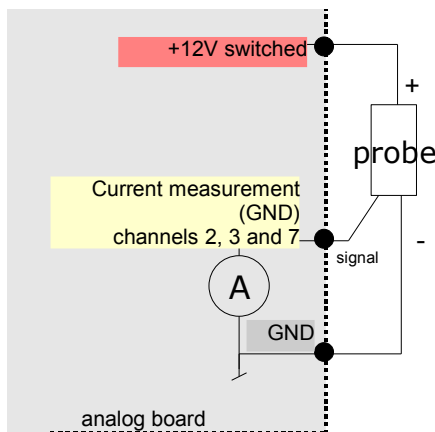 +12V switched
+
probe
Current measurement
(GND)
channels 2, 3 and 7
signal
-
A
GND
analog board